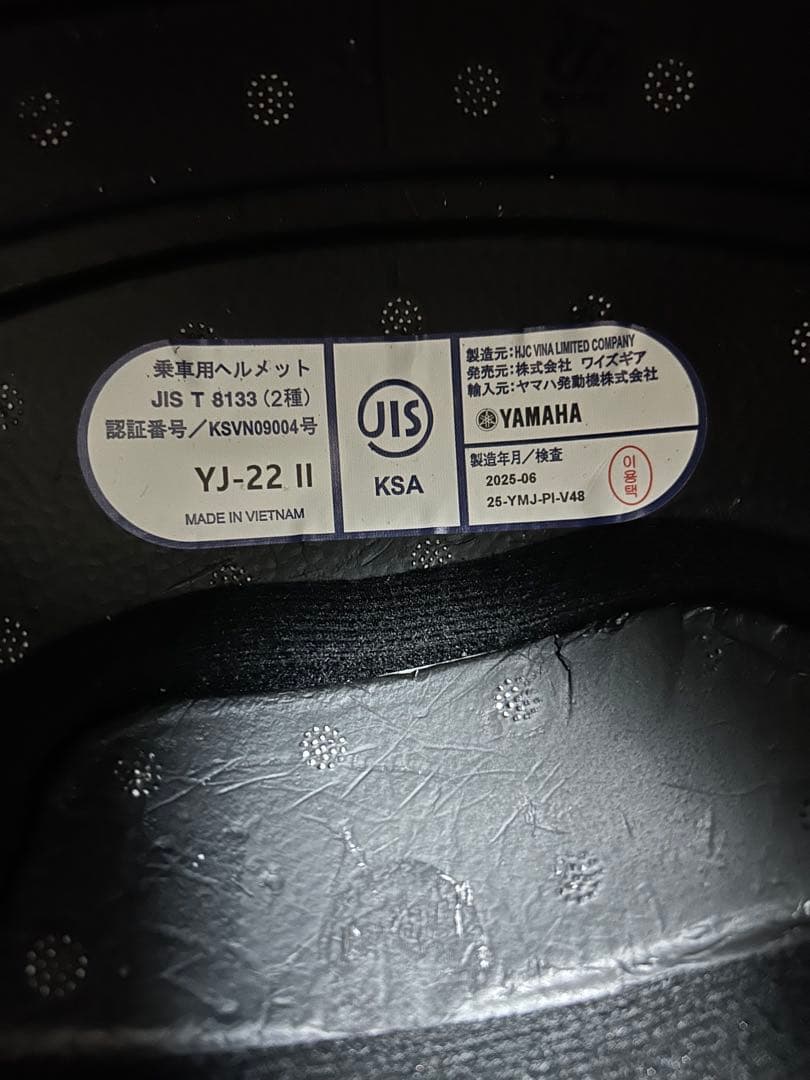 乗車用ヘルメット
JIS T 8133（2種）
認証番号／KSVN09004号
YJ-22 II
MADE IN VIETNAM
JIS
KSA
製造元：HJC VINA LIMITED COMPANY
発売元：株式会社 ワイズギア
輸入元：ヤマハ発動機株式会社
YAMAHA
製造年月／検査
2025-06
25-YMJ-PI-V48
이용택